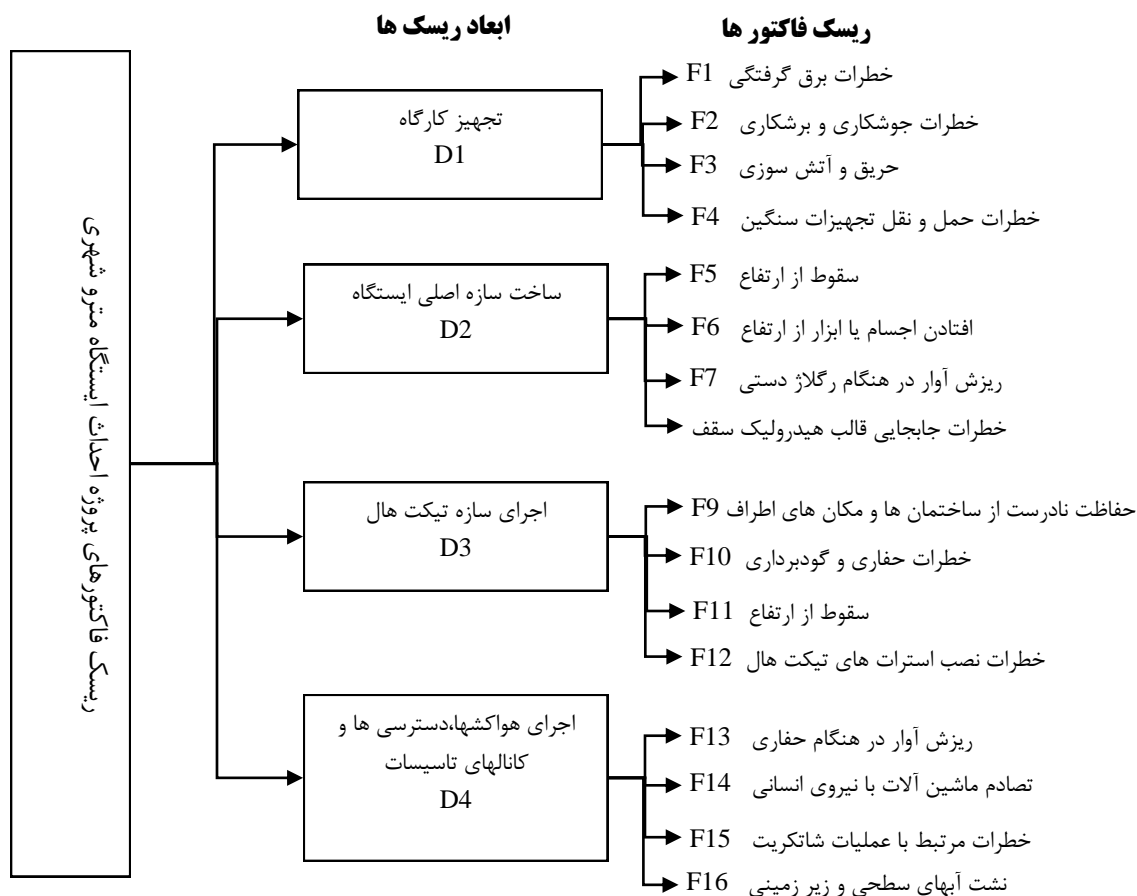 ریسک فاکتور ها
ابعاد ریسک ها
ریسک فاکتورهای پروژه احداث ایستگاه مترو شهری
تجهیز کارگاه
D1
F1 خطرات برق گرفتگی
F2 خطرات جوشکاری و برشکاری
F3 حریق و آتش سوزی
F4 خطرات حمل و نقل تجهیزات سنگین
ساخت سازه اصلی ایستگاه
D2
F5 سقوط از ارتفاع
F6 افتادن اجسام یا ابزار از ارتفاع
F7 ریزش آوار در هنگام رگلاژ دستی
خطرات جابجایی قالب هیدرولیک سقف
اجرای سازه تیکت هال
D3
F9 حفاظت نادرست از ساختمان ها و مکان های اطراف
F10 خطرات حفاری و گودبرداری
F11 سقوط از ارتفاع
F12 خطرات نصب استرات های تیکت هال
اجرای هواکشها،دسترسی ها و
کانالهای تاسیسات
D4
F13 ریزش آوار در هنگام حفاری
F14 تصادم ماشین آلات با نیروی انسانی
F15 خطرات مرتبط با عملیات شاتکریت
F16 نشت آبهای سطحی و زیر زمینی